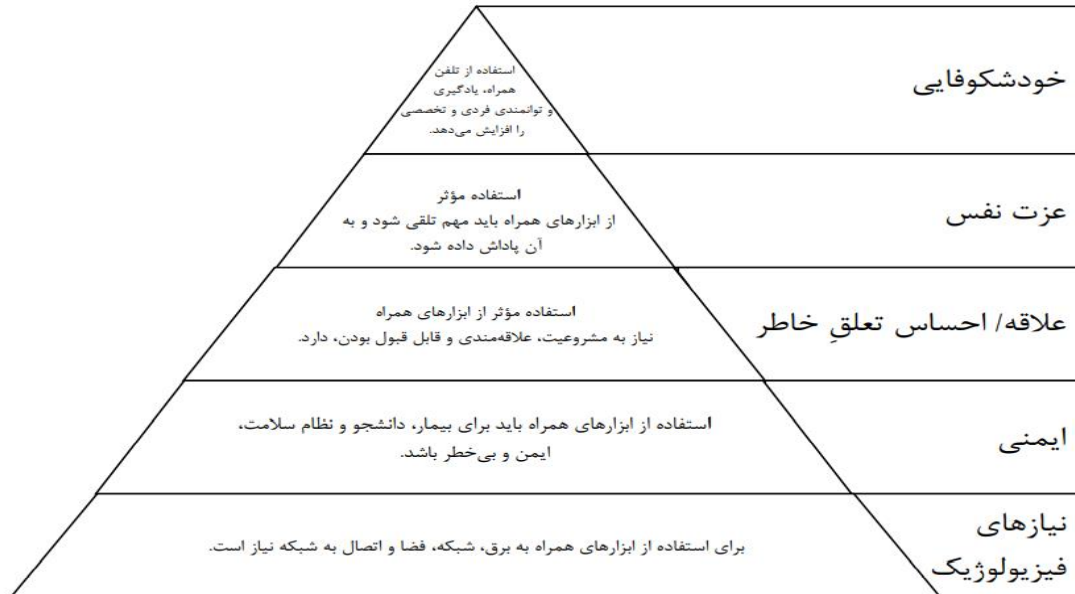 خودشکوفایی
استفاده از تلفن
همراه، یادگیری
و توانمندی فردی و تخصصی
را افزایش می‌دهد.
عزت نفس
استفاده مؤثر
از ابزارهای همراه باید مهم تلقی شود و به
آن پاداش داده شود.
علاقه/ احساس تعلقِ خاطر
استفاده مؤثر از ابزارهای همراه
نیاز به مشروعیت، علاقه‌مندی و قابل قبول بودن، دارد.
ایمنی
استفاده از ابزارهای همراه باید برای بیمار، دانشجو و نظام سلامت،
ایمن و بی‌خطر باشد.
نیازهای
فیزیولوژیک
برای استفاده از ابزارهای همراه به برق، شبکه، فضا و اتصال به شبکه نیاز است.